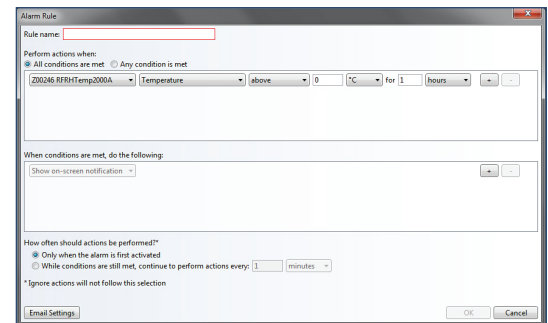 Alarm Rule
Rule name:
Perform actions when:
All conditions are met Any condition is met
Z00246 RFRHTemp2000A Temperature above 0 °C for 1 hours + -
When conditions are met, do the following:
Show on-screen notification + -
How often should actions be performed?*
Only when the alarm is first activated
While conditions are still met, continue to perform actions every: 1 minutes
* Ignore actions will not follow this selection
Email Settings OK Cancel